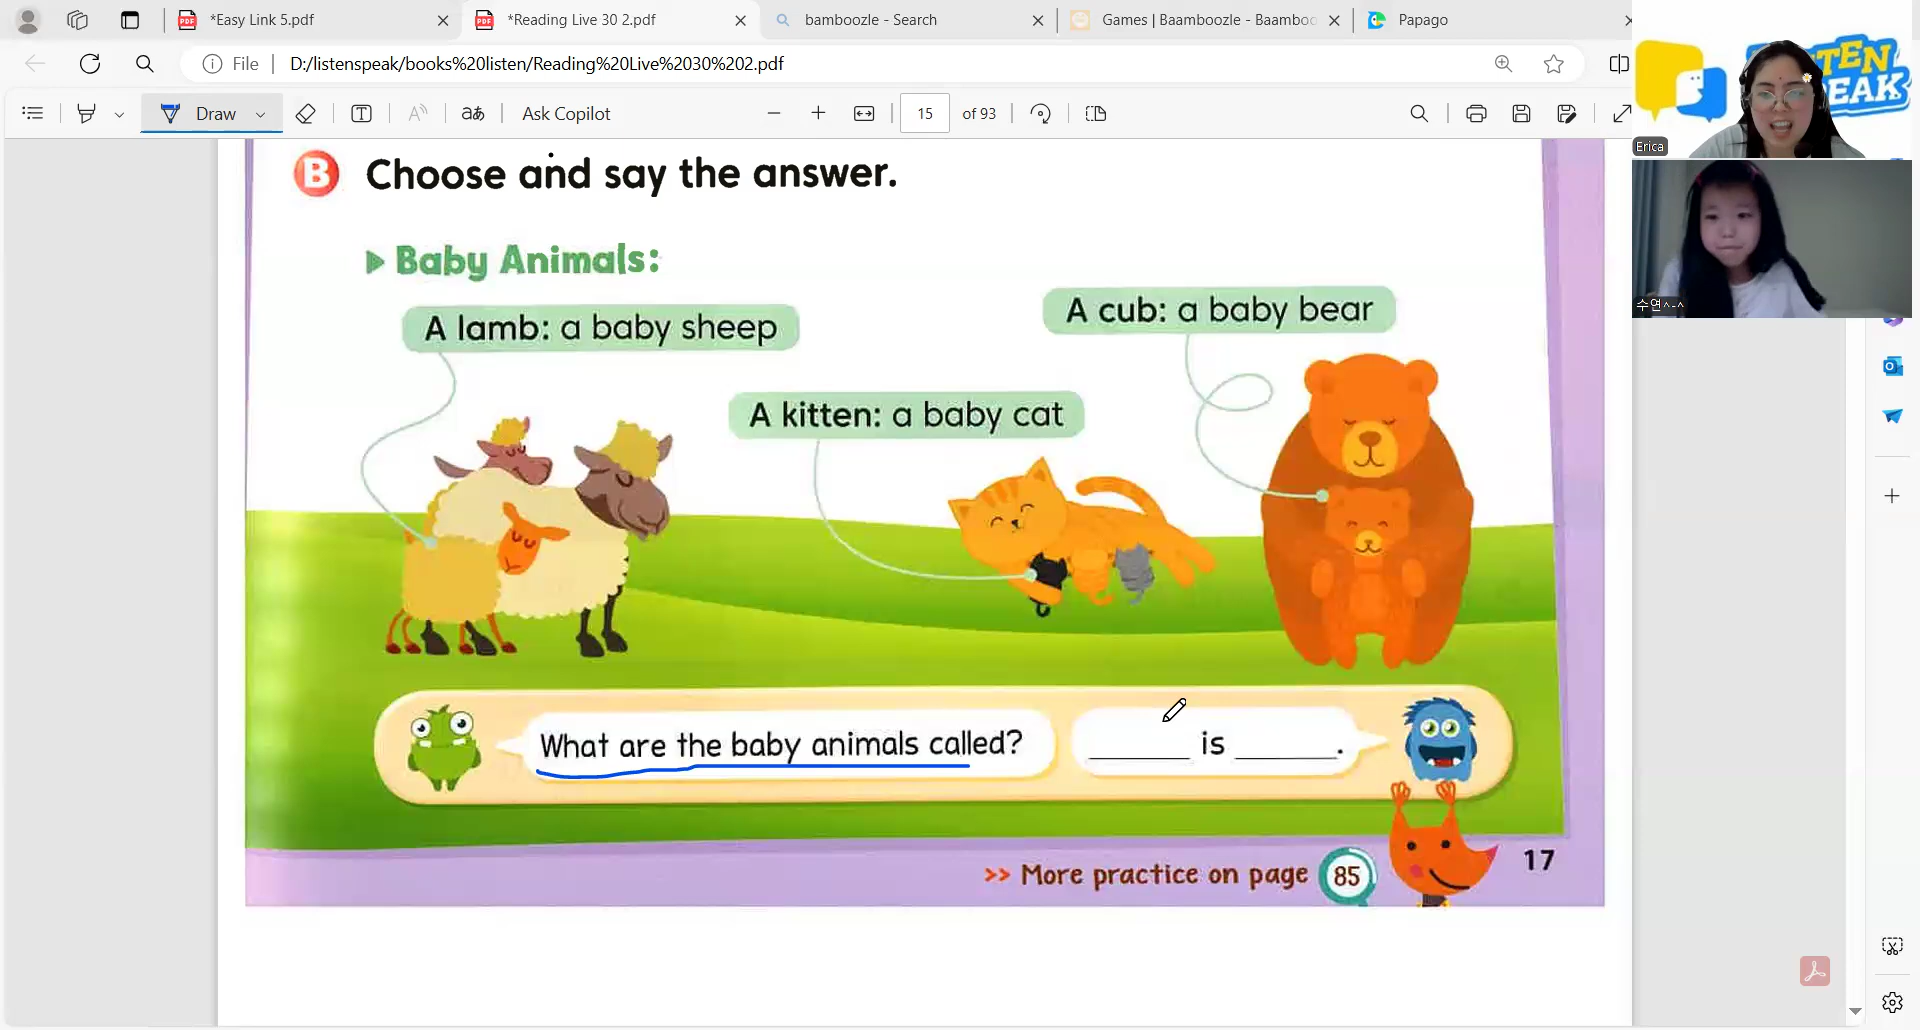 *Easy Link 5.pdf
*Reading Live 30 2.pdf
bamboozle - Search
Games | Baamboozle - Baamboo
Papago
File
D:/listenspeak/books%20listen/Reading%20Live%2030%202.pdf
Draw
Ask Copilot
15 of 93
B Choose and say the answer.
Baby Animals:
A lamb: a baby sheep
A cub: a baby bear
A kitten: a baby cat
What are the baby animals called?
________ is ________.
>> More practice on page 85
17
Erica
수연^-^